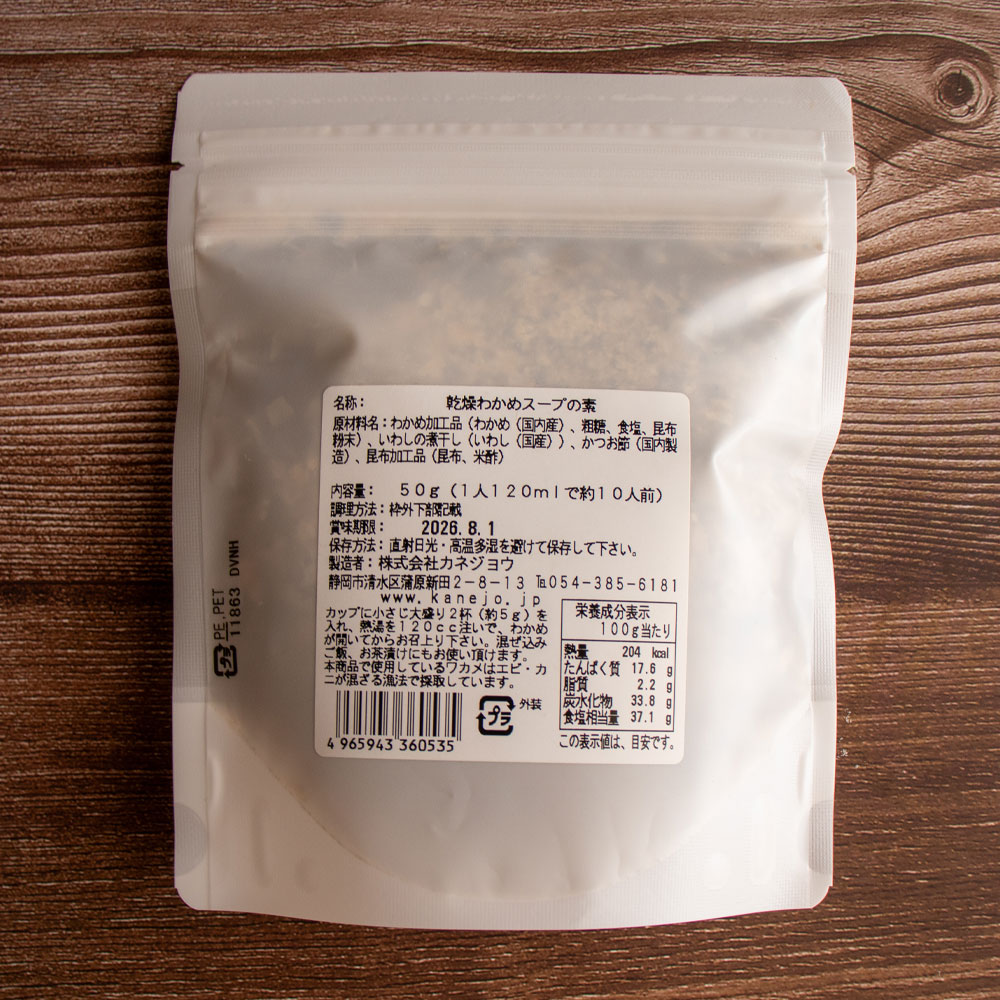 名称： 乾燥わかめスープの素
原材料名：わかめ加工品（わかめ（国内産）、粗糖、食塩、昆布
粉末）、いわしの煮干し（いわし（国産））、かつお節（国内製
造）、昆布加工品（昆布、米酢）
内容量： 50g（1人120mlで約10人前）
調理方法：枠外下部記載
賞味期限： 2026.8.1
保存方法：直射日光・高温多湿を避けて保存して下さい。
製造者：株式会社カネジョウ
静岡市清水区蒲原新田2-8-13 ℡054-385-6181
www.kanejo.jp
カップに小さじ大盛り2杯（約5g）を
入れ、熱湯を120cc注いで、わかめ
が開いてからお召上り下さい。混ぜ込み
ご飯、お茶漬けにもお使い頂けます。
本商品で使用しているワカメはエビ・カ
ニが混ざる漁法で採取しています。
栄養成分表示
100g当たり
熱量 204 kcal
たんぱく質 17.6 g
脂質 2.2 g
炭水化物 33.8 g
食塩相当量 37.1 g
この表示値は、目安です。
4 965943 360535
プラ 外装
プラ PE,PET
11863 DVNH